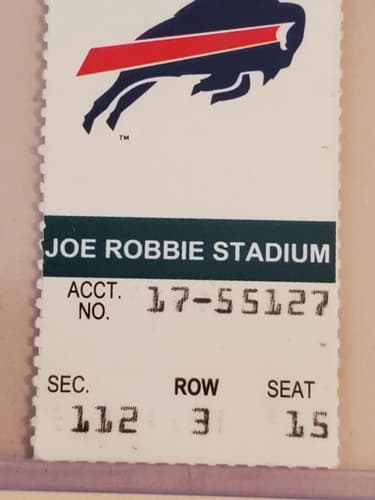 TM
JOE ROBBIE STADIUM
ACCT. NO. 17-55127
SEC. ROW SEAT
112 3 15